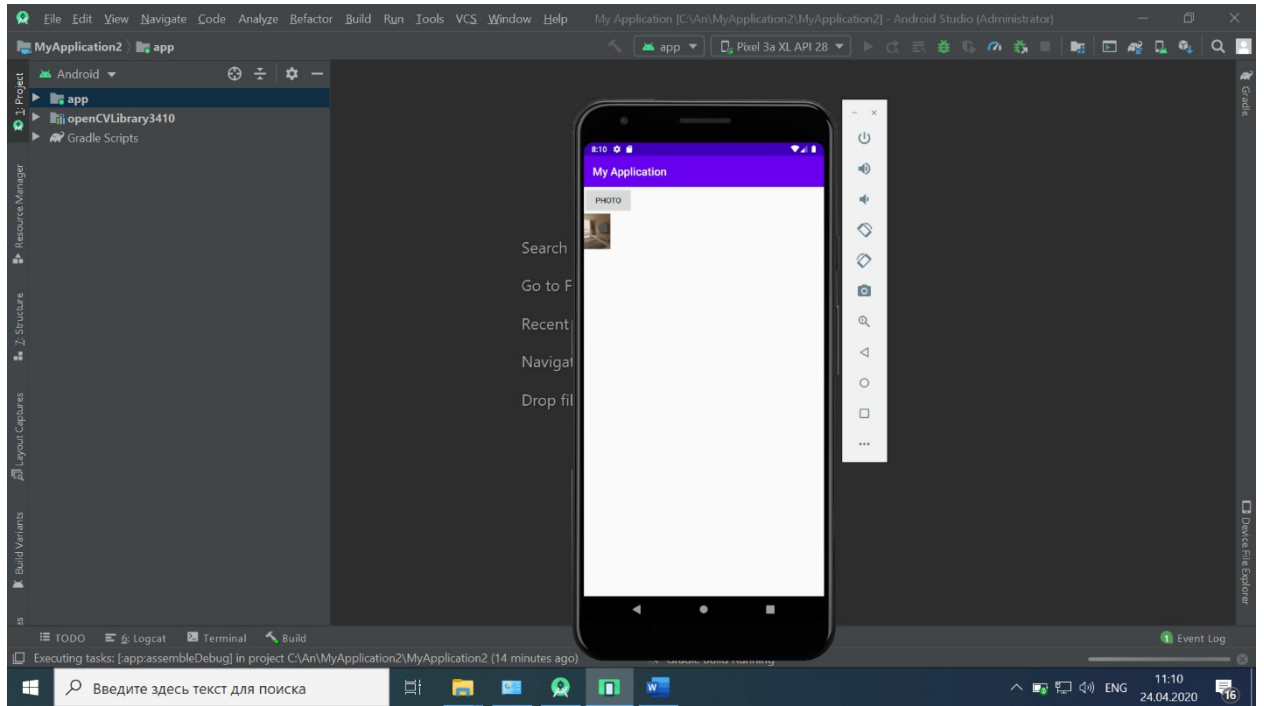 File Edit View Navigate Code Analyze Refactor Build Run Tools VCS Window Help My Application [C:\An\MyApplication2\MyApplication2] - Android Studio (Administrator)
MyApplication2 app app Pixel 3a XL API 28
1: Project
Android
app
openCVLibrary3410
Gradle Scripts
Resource Manager
Z: Structure
Layout Captures
Build Variants
Search
Go to F
Recent
Navigat
Drop fil
8:10
My Application
PHOTO
Gradle
Device File Explorer
TODO 6: Logcat Terminal Build 1 Event Log
Executing tasks: [:app:assembleDebug] in project C:\An\MyApplication2\MyApplication2 (14 minutes ago) Gradle Build Running
Введите здесь текст для поиска ENG 11:10
24.04.2020 16